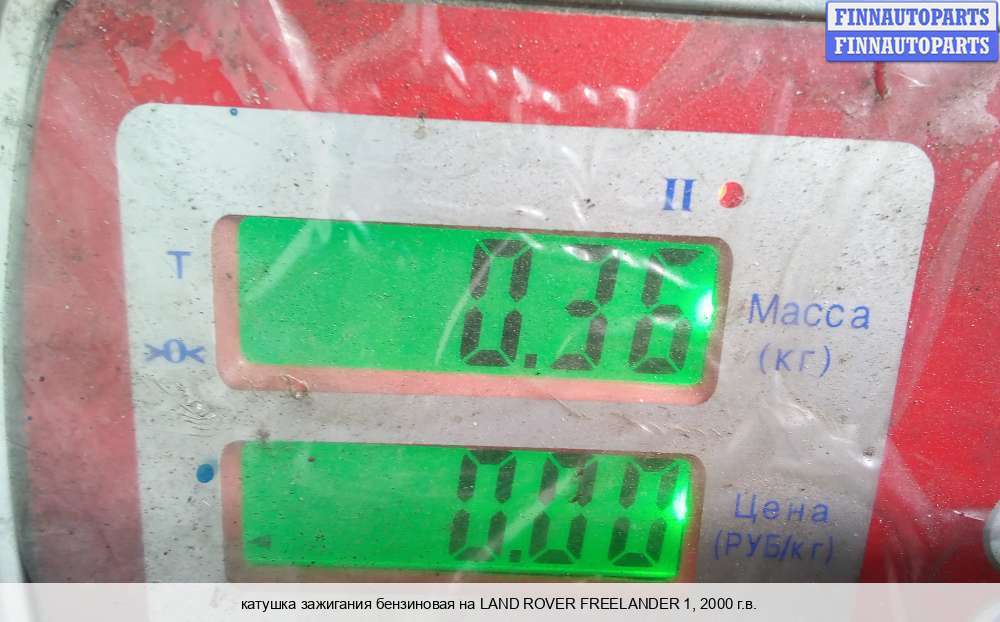 FINNAUTOPARTS
FINNAUTOPARTS
II
T
0.36
Масса
(кг)
>0<
0.00
Цена
(РУБ/кг)
катушка зажигания бензиновая на LAND ROVER FREELANDER 1, 2000 г.в.